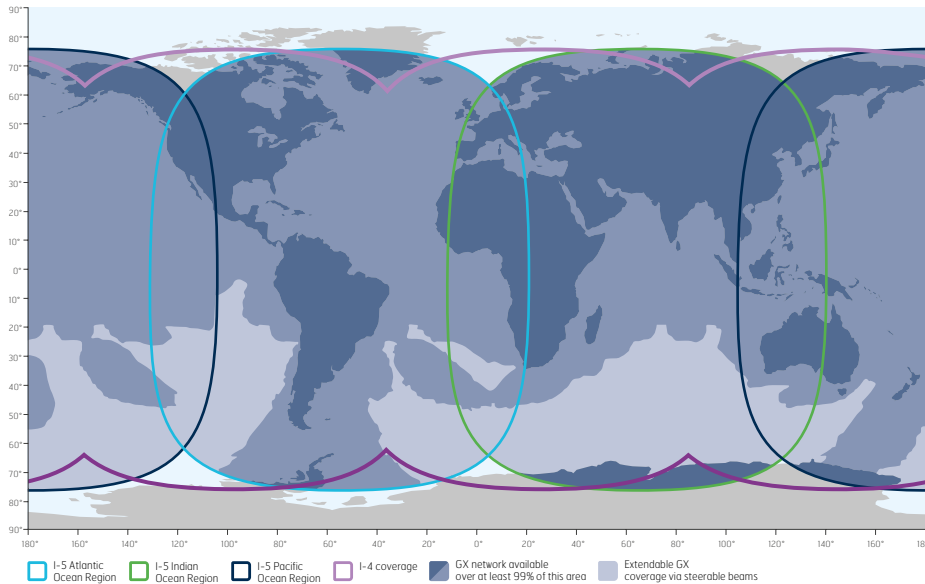 90°
80°
70°
60°
50°
40°
30°
20°
10°
0°
10°
20°
30°
40°
50°
60°
70°
80°
90°
180° 140° 120° 100° 80° 60° 40° 20° 0° 20° 40° 60° 80° 100° 120° 140° 160° 18
I-5 Atlantic
Ocean Region
I-5 Indian
Ocean Region
I-5 Pacific
Ocean Region
I-4 coverage
GX network available
over at least 99% of this area
Extendable GX
coverage via steerable beams